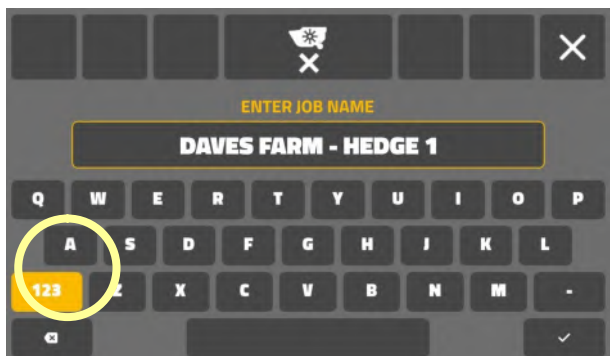 ENTER JOB NAME
DAVES FARM - HEDGE 1
Q W E R T Y U I O P
A S D F G H J K L
123 Z X C V B N M -